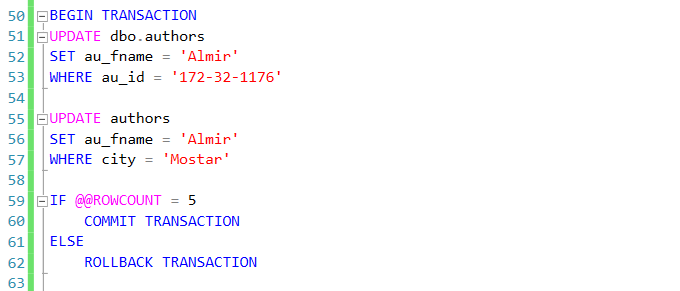 50 BEGIN TRANSACTION
51 UPDATE dbo.authors
52 SET au_fname = 'Almir'
53 WHERE au_id = '172-32-1176'
54
55 UPDATE authors
56 SET au_fname = 'Almir'
57 WHERE city = 'Mostar'
58
59 IF @@ROWCOUNT = 5
60     COMMIT TRANSACTION
61 ELSE
62     ROLLBACK TRANSACTION
63